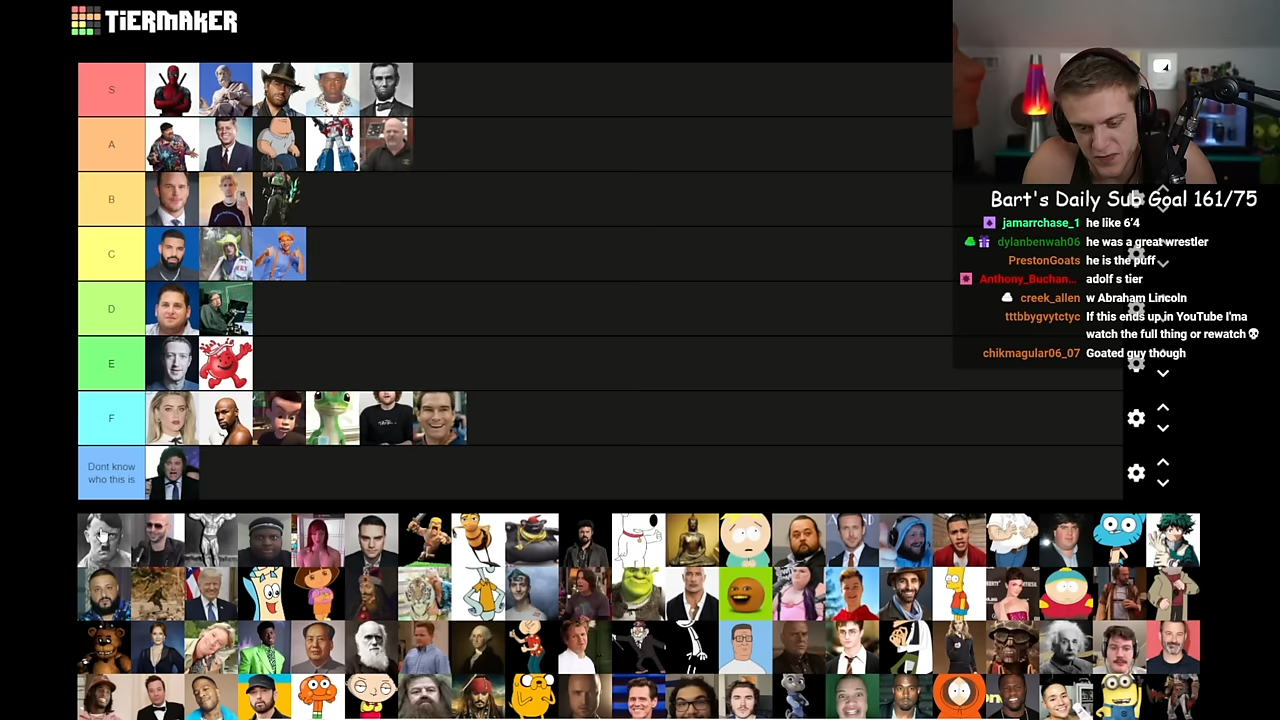 TIERMAKER
S
A
B
C
D
E
F
Dont know
who this is
Bart's Daily Sub Goal 161/75
jamarrchase_1 he like 6'4
dylanbenwah06 he was a great wrestler
PrestonGoats he is the puff
Anthony_Buchan... adolf s tier
creek_allen w Abraham Lincoln
tttbbygvytctyc If this ends up in YouTube I'ma
watch the full thing or rewatch💀
chikmagular06_07 Goated guy though